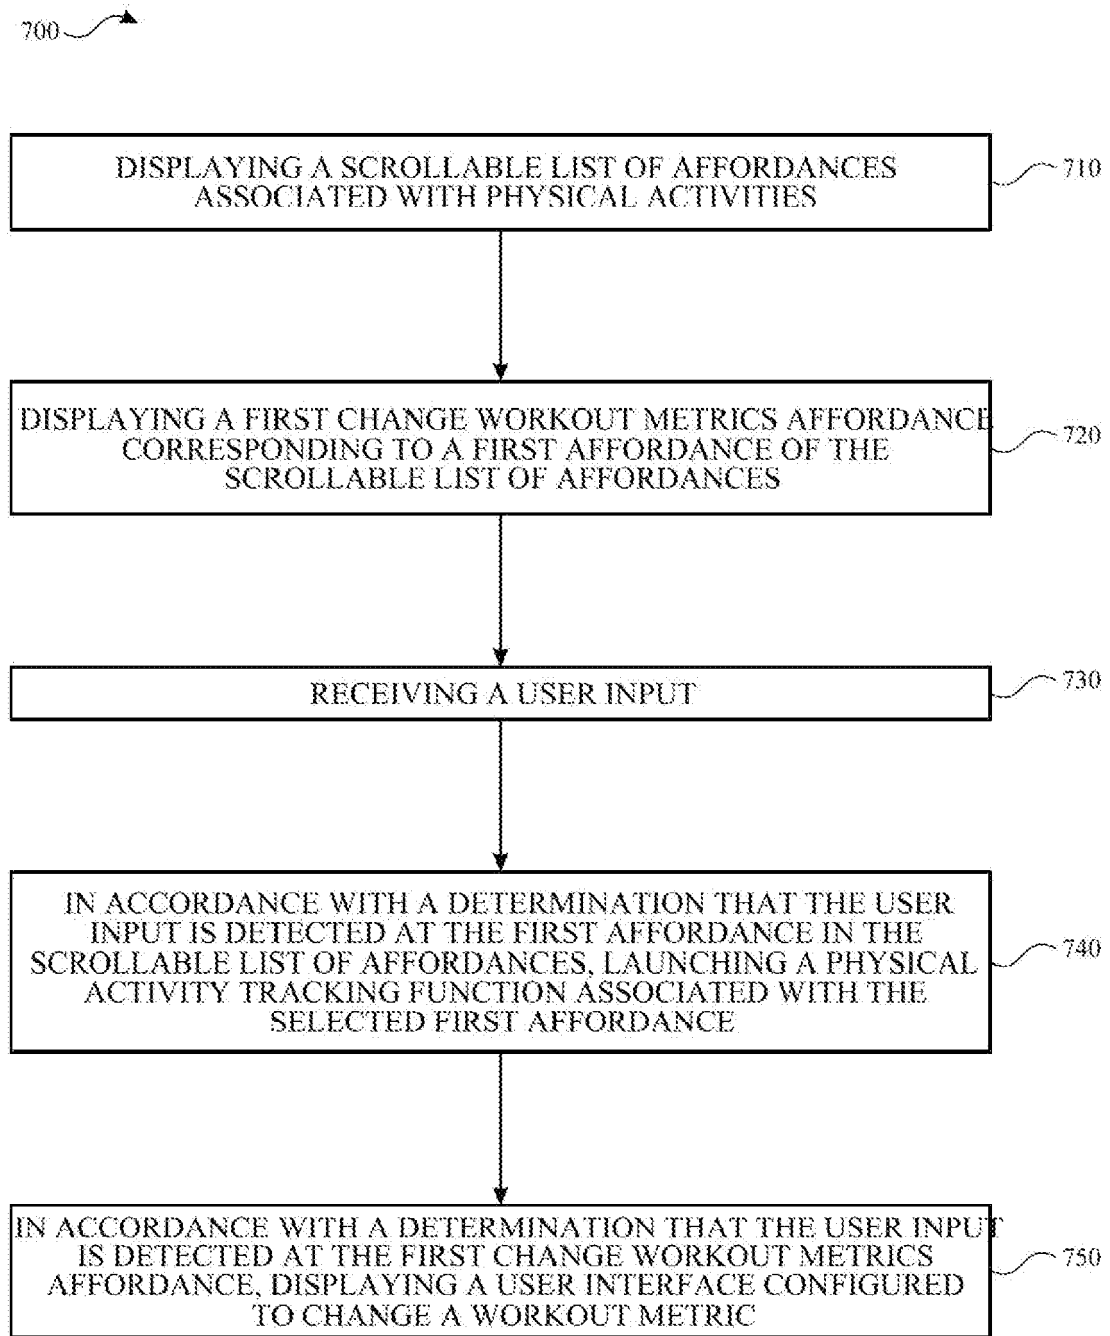 700
DISPLAYING A SCROLLABLE LIST OF AFFORDANCES
ASSOCIATED WITH PHYSICAL ACTIVITIES
710
DISPLAYING A FIRST CHANGE WORKOUT METRICS AFFORDANCE
CORRESPONDING TO A FIRST AFFORDANCE OF THE
SCROLLABLE LIST OF AFFORDANCES
720
RECEIVING A USER INPUT
730
IN ACCORDANCE WITH A DETERMINATION THAT THE USER
INPUT IS DETECTED AT THE FIRST AFFORDANCE IN THE
SCROLLABLE LIST OF AFFORDANCES, LAUNCHING A PHYSICAL
ACTIVITY TRACKING FUNCTION ASSOCIATED WITH THE
SELECTED FIRST AFFORDANCE
740
IN ACCORDANCE WITH A DETERMINATION THAT THE USER INPUT
IS DETECTED AT THE FIRST CHANGE WORKOUT METRICS
AFFORDANCE, DISPLAYING A USER INTERFACE CONFIGURED
TO CHANGE A WORKOUT METRIC
750